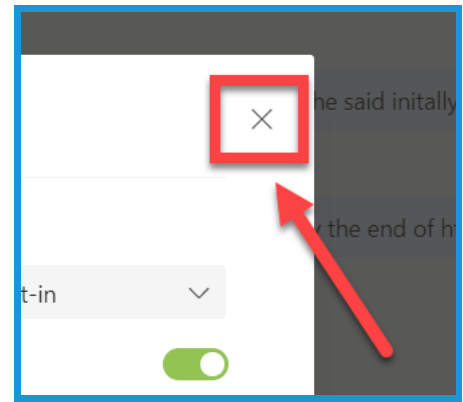 he said initally
the end of
t-in